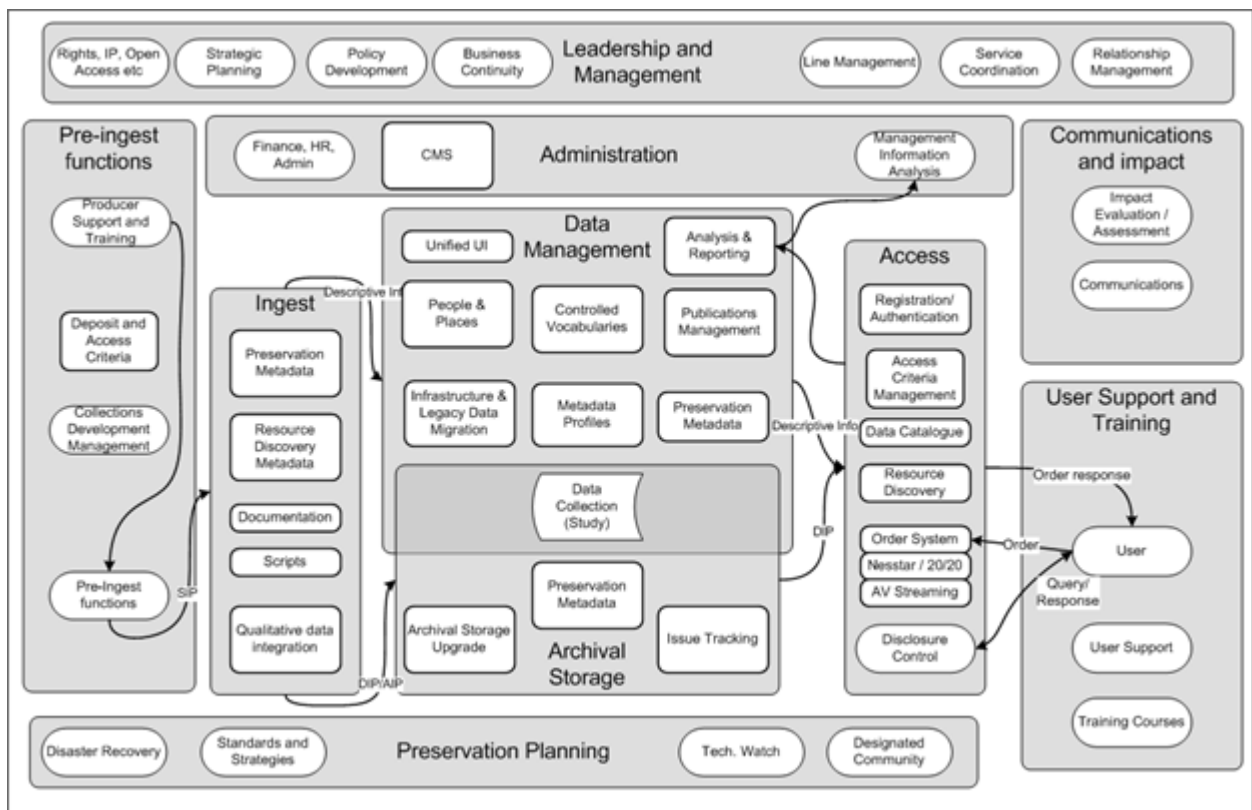 Rights, IP, Open
Access etc
Strategic
Planning
Policy
Development
Business
Continuity
Leadership and
Management
Line Management
Service
Coordination
Relationship
Management
Pre-ingest
functions
Producer
Support and
Training
Deposit and
Access
Criteria
Collections
Development
Management
Pre-Ingest
functions
SIP
Finance, HR,
Admin
CMS
Administration
Management
Information
Analysis
Communications
and impact
Impact
Evaluation /
Assessment
Communications
Ingest
Preservation
Metadata
Resource
Discovery
Metadata
Documentation
Scripts
Qualitative data
integration
Descriptive Inf
DIP/AIP
Data
Management
Unified UI
Analysis &
Reporting
People &
Places
Controlled
Vocabularies
Publications
Management
Infrastructure &
Legacy Data
Migration
Metadata
Profiles
Preservation
Metadata
Data
Collection
(Study)
Preservation
Metadata
Archival Storage
Upgrade
Archival
Storage
Issue Tracking
Descriptive Info
DIP
Access
Registration/
Authentication
Access
Criteria
Management
Data Catalogue
Resource
Discovery
Order System
Nesstar / 20/20
AV Streaming
Disclosure
Control
User Support and
Training
Order response
Order
User
Query/
Response
User Support
Training Courses
Disaster Recovery
Standards and
Strategies
Preservation Planning
Tech. Watch
Designated
Community